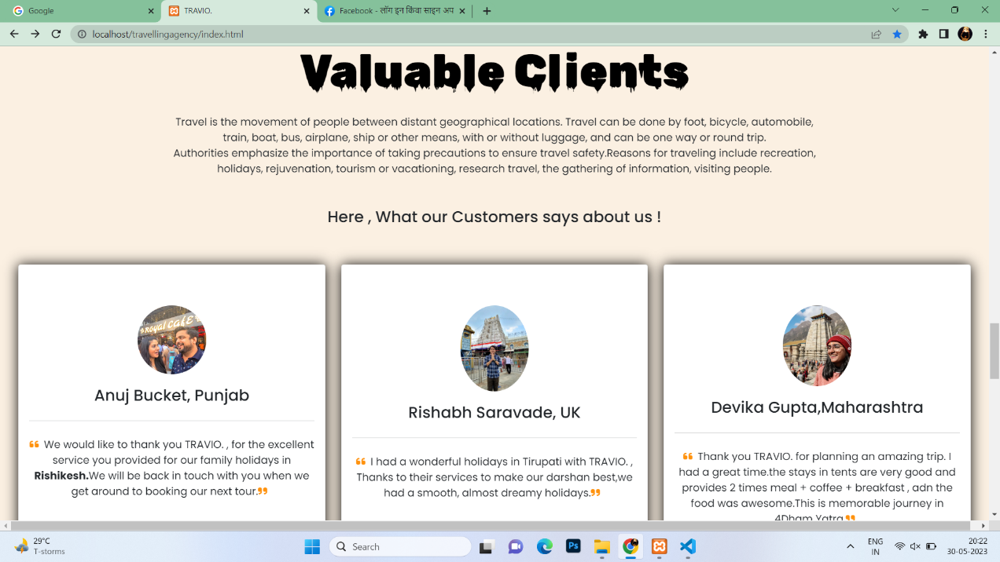 Google
TRAVIO.
Facebook - लॉग इन किंवा साइन अप
localhost/travellingagency/index.html
Valuable Clients
Travel is the movement of people between distant geographical locations. Travel can be done by foot, bicycle, automobile,
train, boat, bus, airplane, ship or other means, with or without luggage, and can be one way or round trip.
Authorities emphasize the importance of taking precautions to ensure travel safety.Reasons for traveling include recreation,
holidays, rejuvenation, tourism or vacationing, research travel, the gathering of information, visiting people.
Here , What our Customers says about us !
ROYAL CAFE
Anuj Bucket, Punjab
❝ We would like to thank you TRAVIO. , for the excellent
service you provided for our family holidays in
Rishikesh.We will be back in touch with you when we
get around to booking our next tour.❞
Rishabh Saravade, UK
❝ I had a wonderful holidays in Tirupati with TRAVIO. ,
Thanks to their services to make our darshan best,we
had a smooth, almost dreamy holidays.❞
Devika Gupta,Maharashtra
❝ Thank you TRAVIO. for planning an amazing trip. I
had a great time.the stays in tents are very good and
provides 2 times meal + coffee + breakfast , adn the
food was awesome.This is memorable journey in
4Dham Yatra ❞
29°C
T-storms
Search
Ps
ENG
IN
20:22
30-05-2023